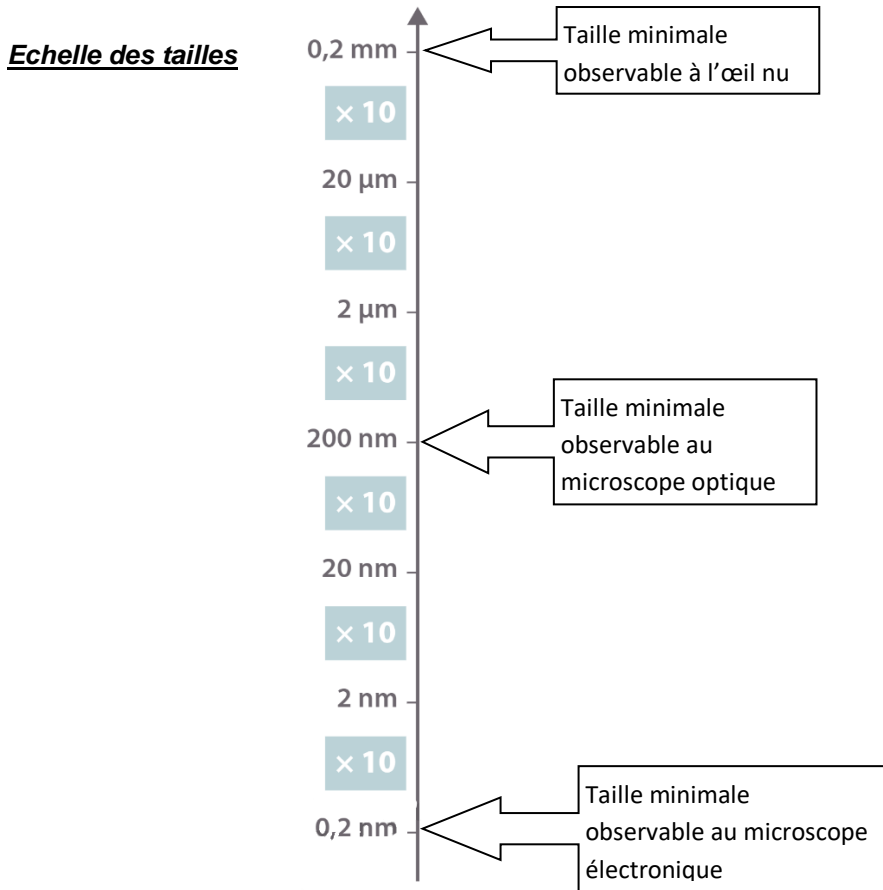 Echelle des tailles
0,2 mm
Taille minimale
observable à l’œil nu
× 10
20 µm
× 10
2 µm
× 10
200 nm
Taille minimale
observable au
microscope optique
× 10
20 nm
× 10
2 nm
× 10
0,2 nm
Taille minimale
observable au microscope
électronique